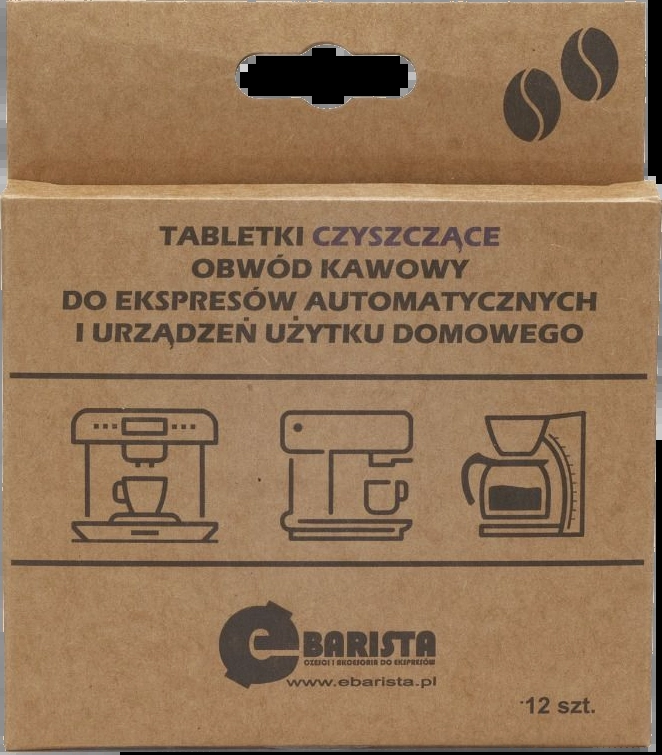 TABLETKI CZYSZCZĄCE
OBWÓD KAWOWY
DO EKSPRESÓW AUTOMATYCZNYCH
I URZĄDZEŃ UŻYTKU DOMOWEGO
eBARISTA
CZĘŚCI I AKCESORIA DO EKSPRESÓW
www.ebarista.pl
12 szt.